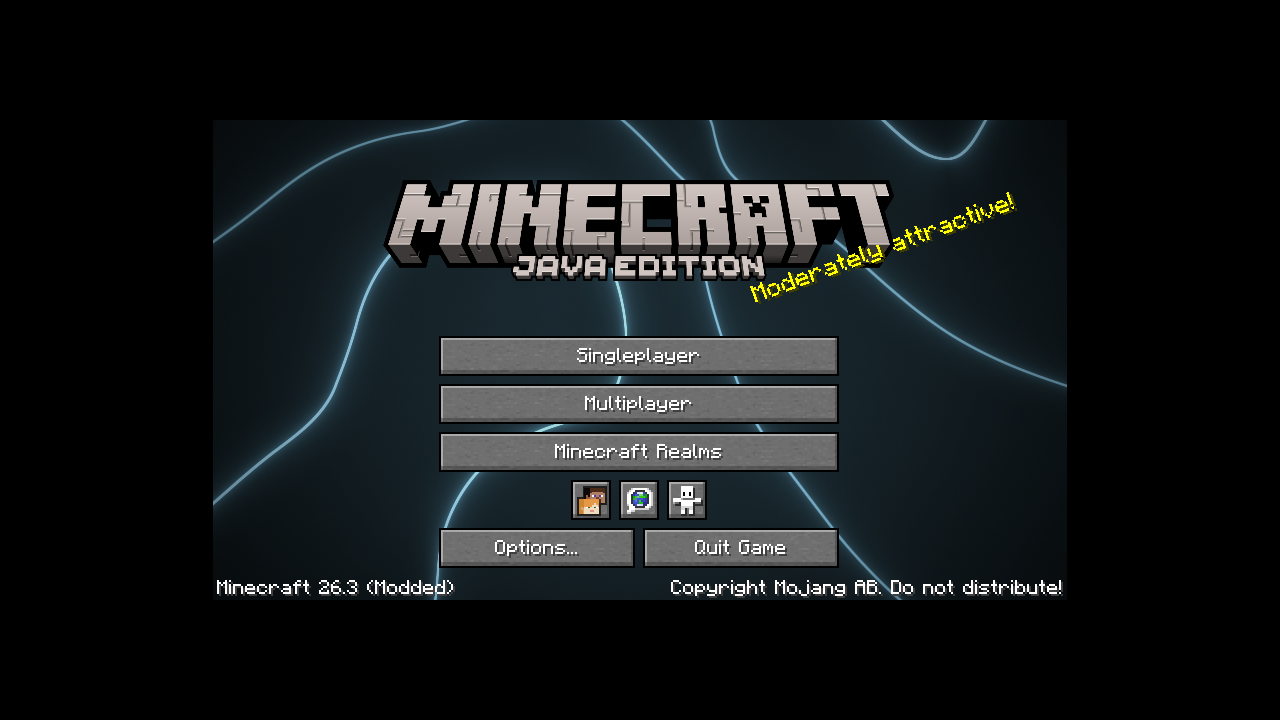 MINECRAFT
JAVA EDITION
Moderately attractive!
Singleplayer
Multiplayer
Minecraft Realms
Options...
Quit Game
Minecraft 26.3 (Modded)
Copyright Mojang AB. Do not distribute!